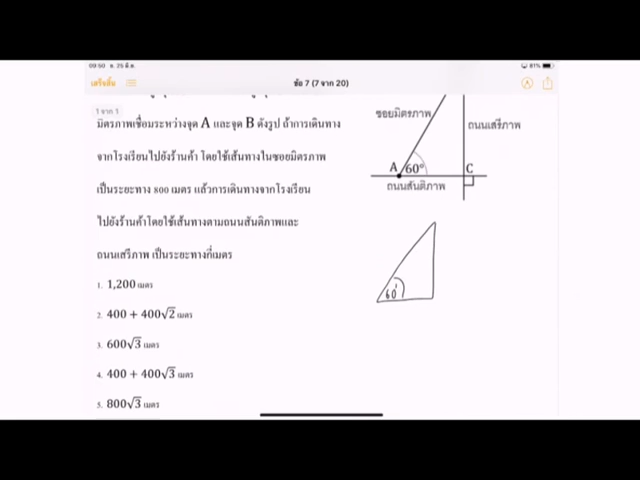 09:50 อ. 25 มิ.ย.
81%
เสร็จสิ้น
ข้อ 7 (7 จาก 20)
1 จาก 1
มิตรภาพเชื่อมระหว่างจุด A และจุด B ดังรูป ถ้าการเดินทาง
จากโรงเรียนไปยังร้านค้า โดยใช้เส้นทางในซอยมิตรภาพ
เป็นระยะทาง 800 เมตร แล้วการเดินทางจากโรงเรียน
ไปยังร้านค้าโดยใช้เส้นทางตามถนนสันติภาพและ
ถนนเสรีภาพ เป็นระยะทางกี่เมตร
1. 1,200 เมตร
2. 400 + 400√2 เมตร
3. 600√3 เมตร
4. 400 + 400√3 เมตร
5. 800√3 เมตร
ซอยมิตรภาพ
ถนนเสรีภาพ
A 60° C
ถนนสันติภาพ
60°